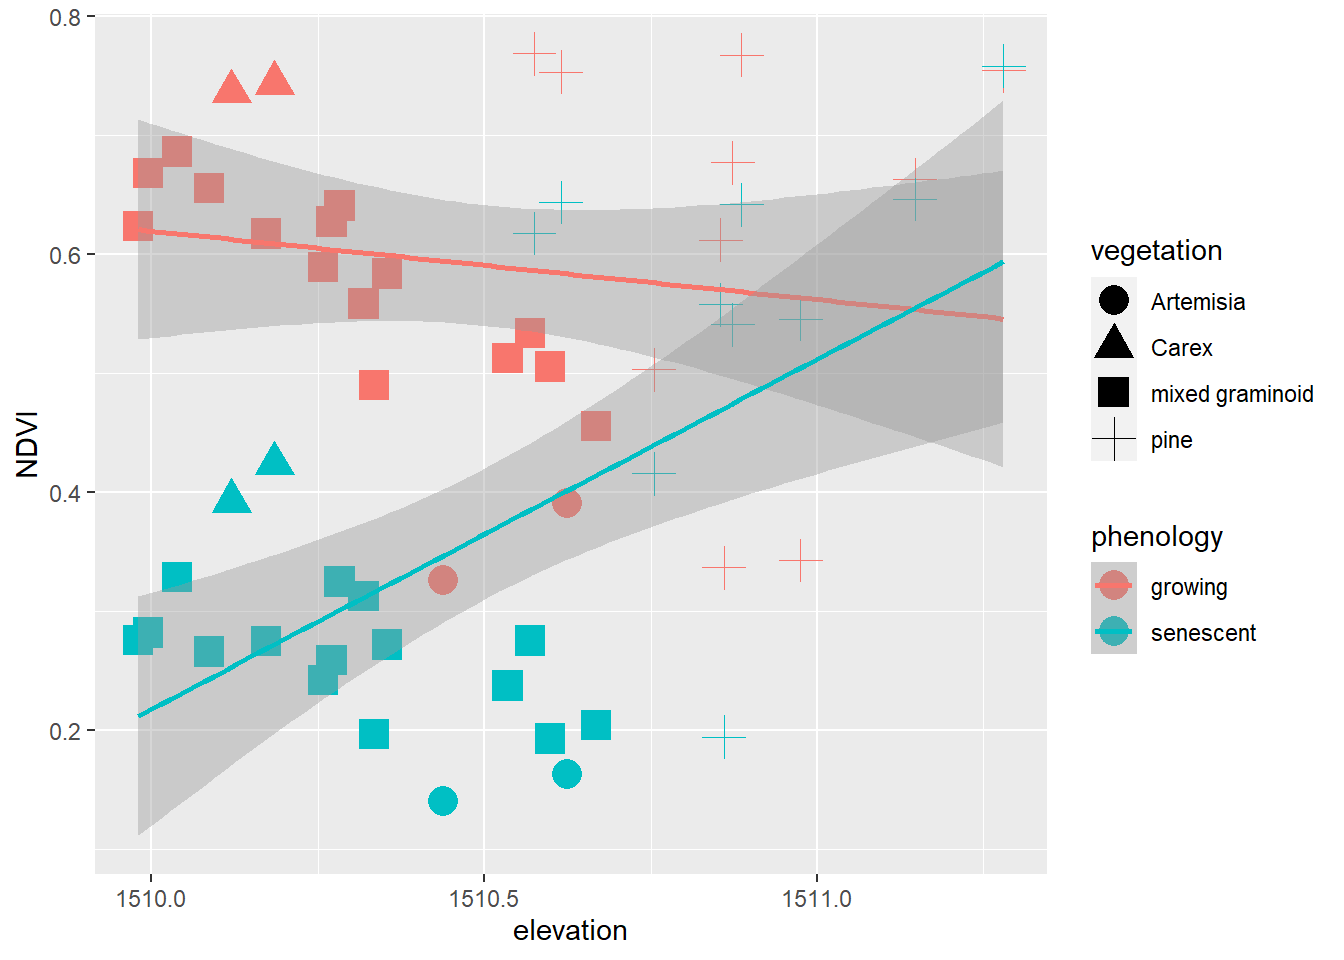 0.8
0.6
0.4
0.2
NDVI
1510.0
1510.5
1511.0
elevation
vegetation
Artemisia
Carex
mixed graminoid
pine
phenology
growing
senescent